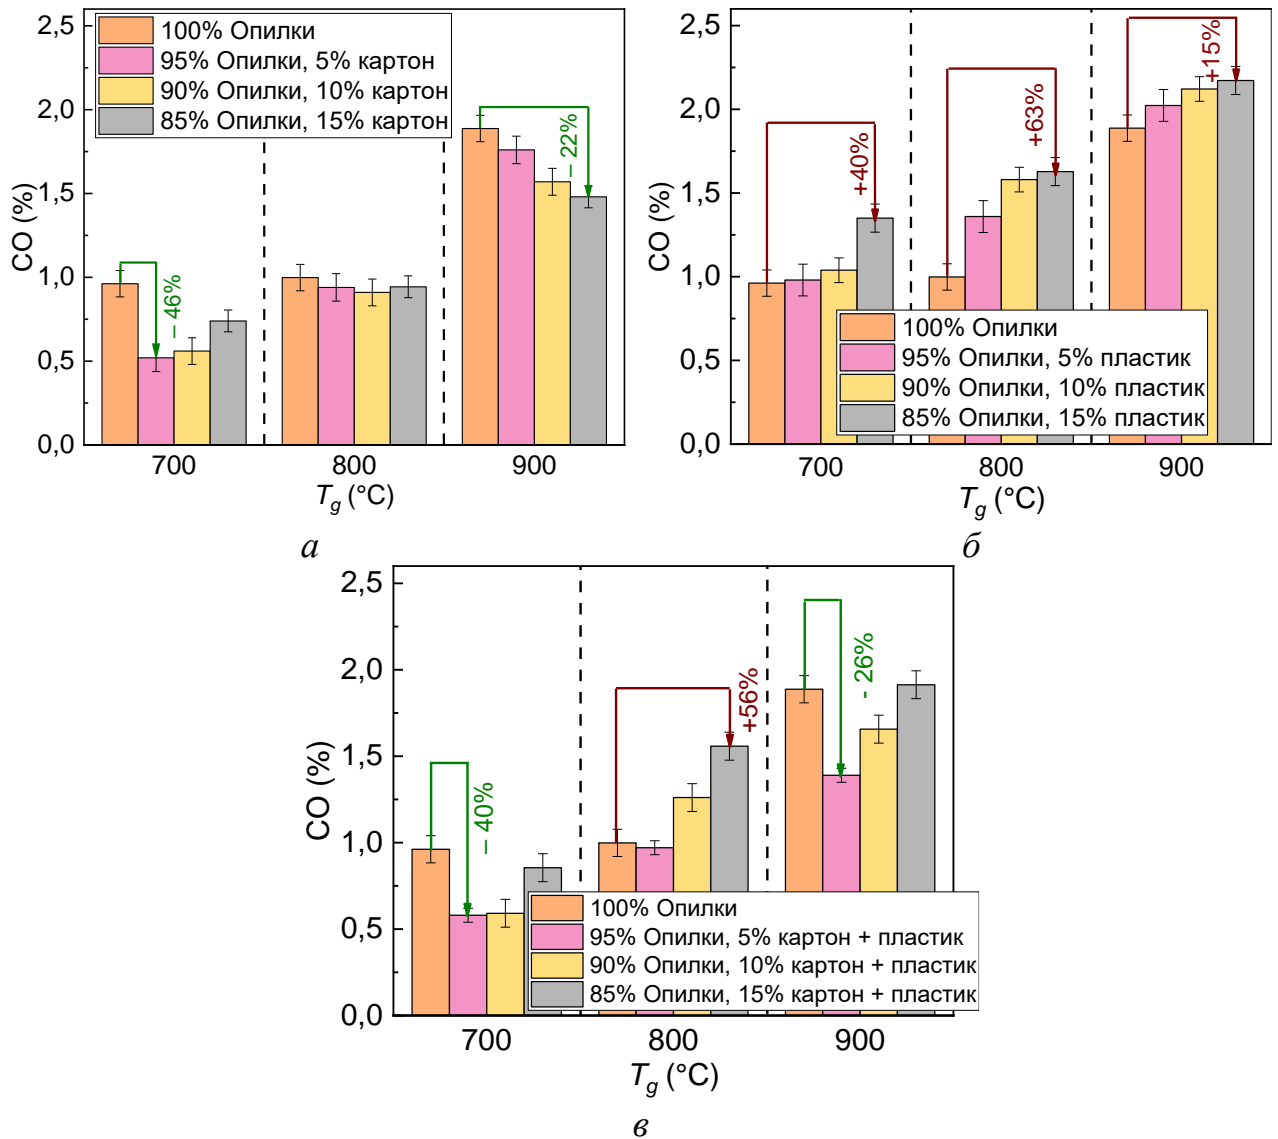 2,5
2,0
1,5
1,0
0,5
0,0
CO (%)
100% Опилки
95% Опилки, 5% картон
90% Опилки, 10% картон
85% Опилки, 15% картон
– 46%
– 22%
700
800
900
T_g (°C)
а
2,5
2,0
1,5
1,0
0,5
0,0
CO (%)
+40%
+63%
+15%
100% Опилки
95% Опилки, 5% пластик
90% Опилки, 10% пластик
85% Опилки, 15% пластик
700
800
900
T_g (°C)
б
2,5
2,0
1,5
1,0
0,5
0,0
CO (%)
– 40%
+56%
- 26%
100% Опилки
95% Опилки, 5% картон + пластик
90% Опилки, 10% картон + пластик
85% Опилки, 15% картон + пластик
700
800
900
T_g (°C)
в